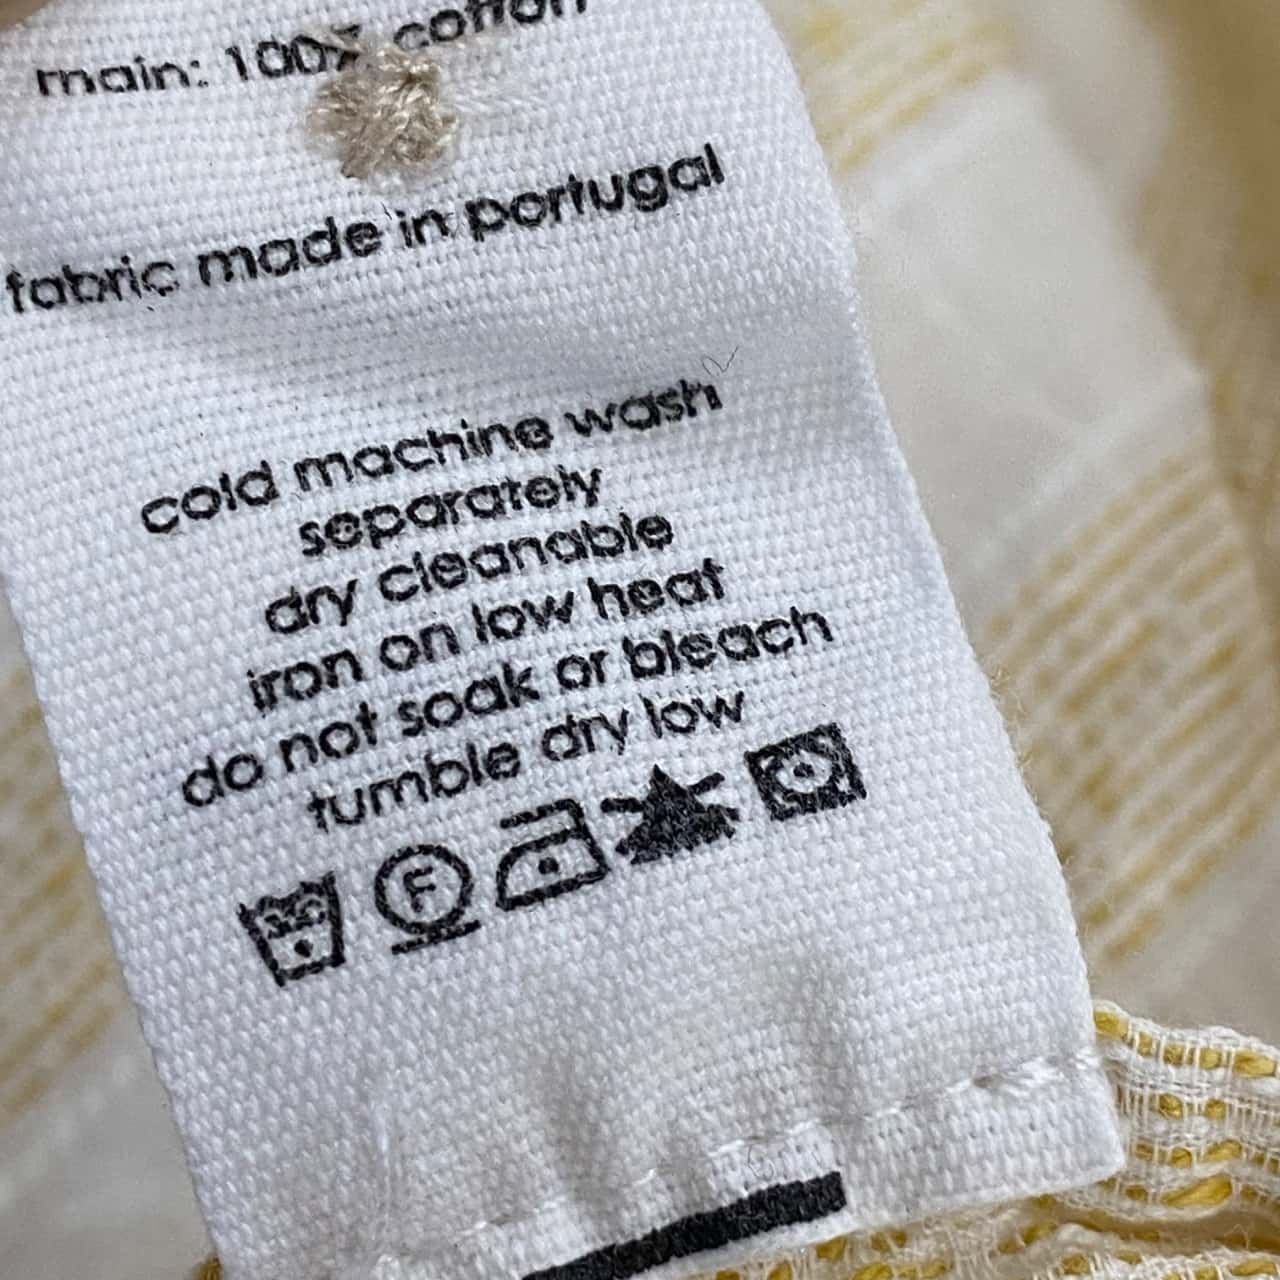 main: 100% cotton
fabric made in portugal
cold machine wash
separately
dry cleanable
iron on low heat
do not soak or bleach
tumble dry low
F